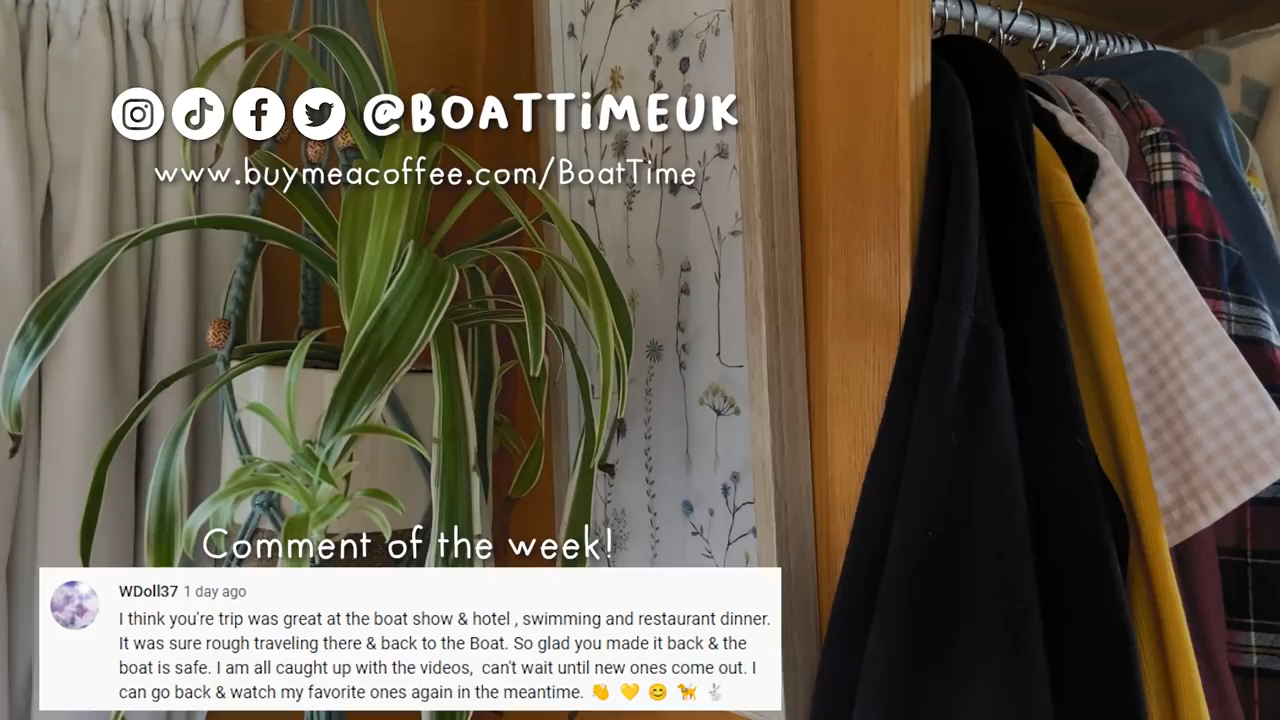 @BOATTiMEUK
www.buymeacoffee.com/BoatTime
Comment of the week!
WDoll37 1 day ago
I think you're trip was great at the boat show & hotel , swimming and restaurant dinner.
It was sure rough traveling there & back to the Boat. So glad you made it back & the
boat is safe. I am all caught up with the videos, can't wait until new ones come out. I
can go back & watch my favorite ones again in the meantime. 👋 💛 😊 🦮 🐇